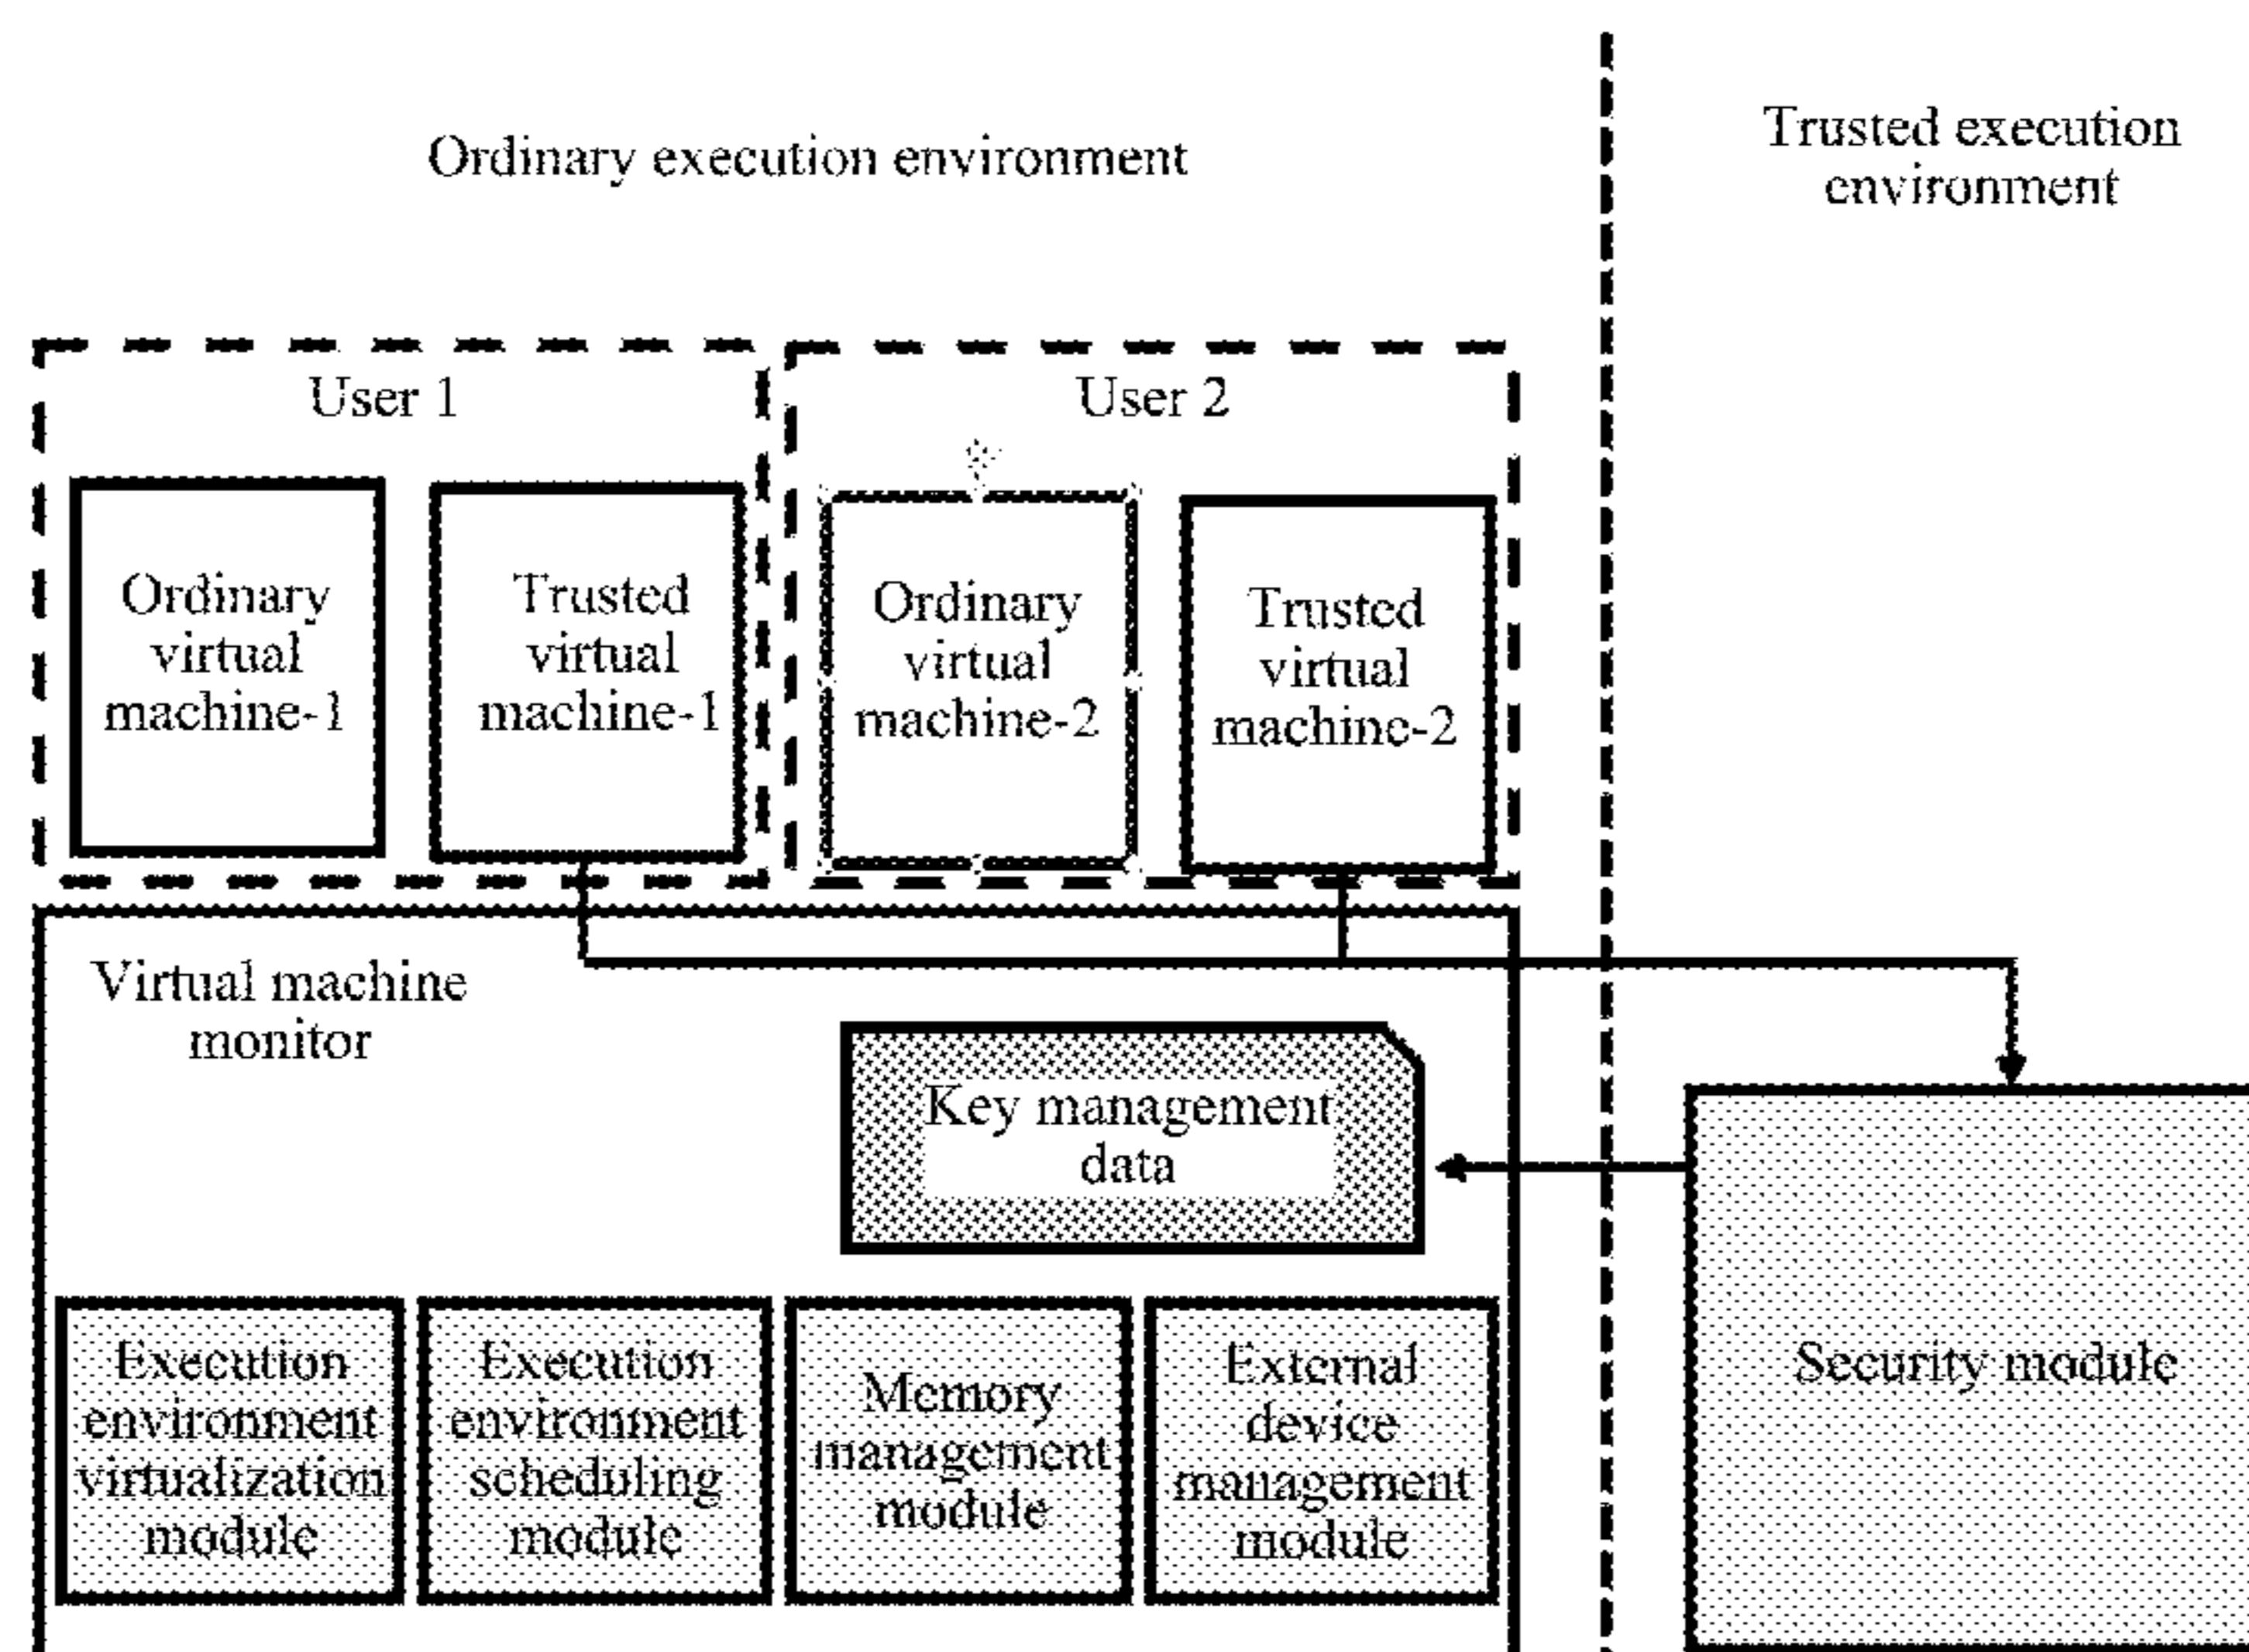 Ordinary execution environment
Trusted execution
environment
User 1
User 2
Ordinary
virtual
machine-1
Trusted
virtual
machine-1
Ordinary
virtual
machine-2
Trusted
virtual
machine-2
Virtual machine
monitor
Key management
data
Execution
environment
virtualization
module
Execution
environment
scheduling
module
Memory
management
module
External
device
management
module
Security module